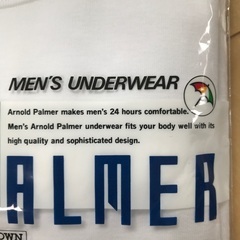 MEN'S UNDERWEAR
Arnold Palmer makes men's 24 hours comfortable.
Men's Arnold Palmer underwear fits your body well with its
high quality and sophisticated design.
ALMER
OWN